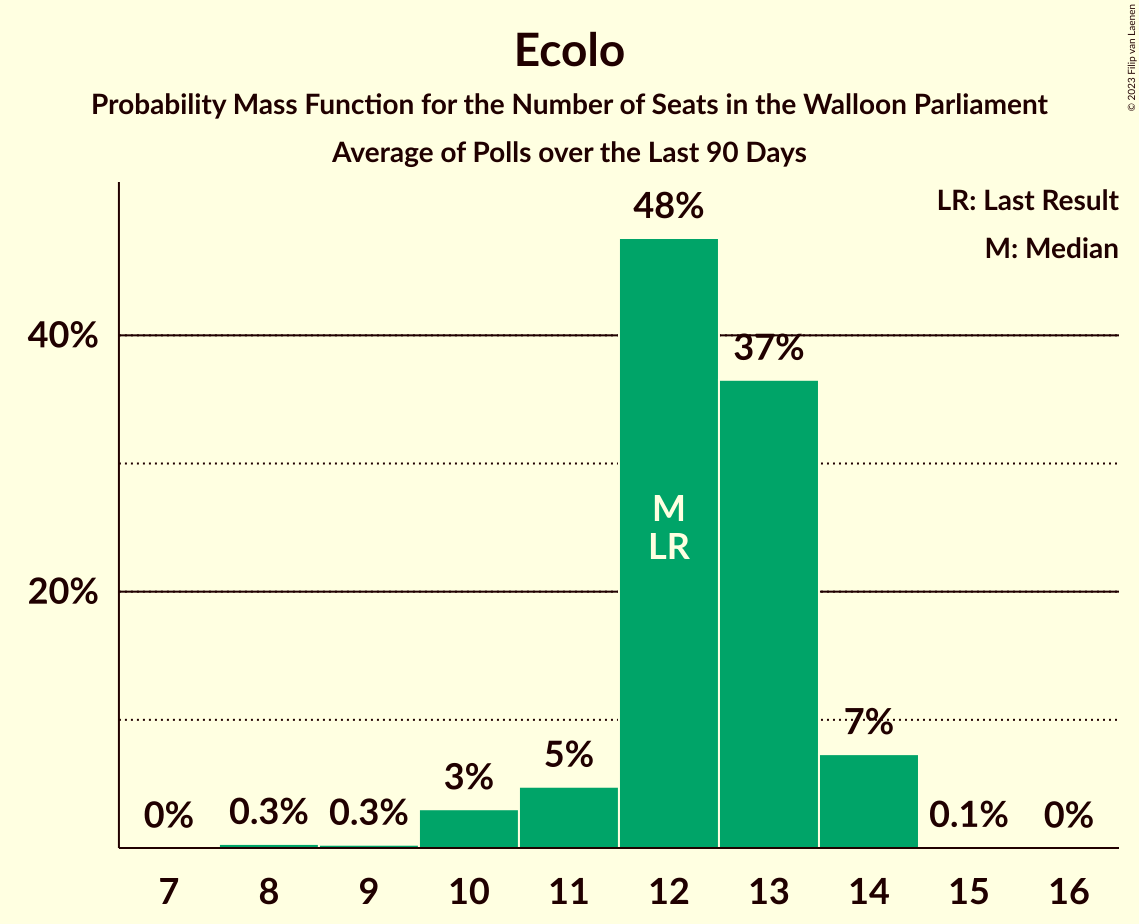 Ecolo
Probability Mass Function for the Number of Seats in the Walloon Parliament
Average of Polls over the Last 90 Days
© 2023 Filip van Laenen
LR: Last Result
M: Median
40%
20%
0%
0.3%
0.3%
3%
5%
48%
37%
7%
0.1%
0%
M
LR
7 8 9 10 11 12 13 14 15 16